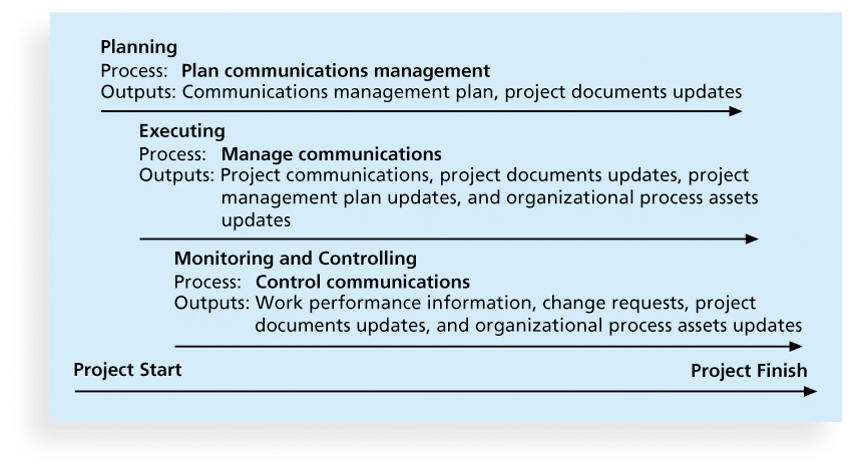 Planning
Process: Plan communications management
Outputs: Communications management plan, project documents updates
Executing
Process: Manage communications
Outputs: Project communications, project documents updates, project
management plan updates, and organizational process assets
updates
Monitoring and Controlling
Process: Control communications
Outputs: Work performance information, change requests, project
documents updates, and organizational process assets updates
Project Start Project Finish